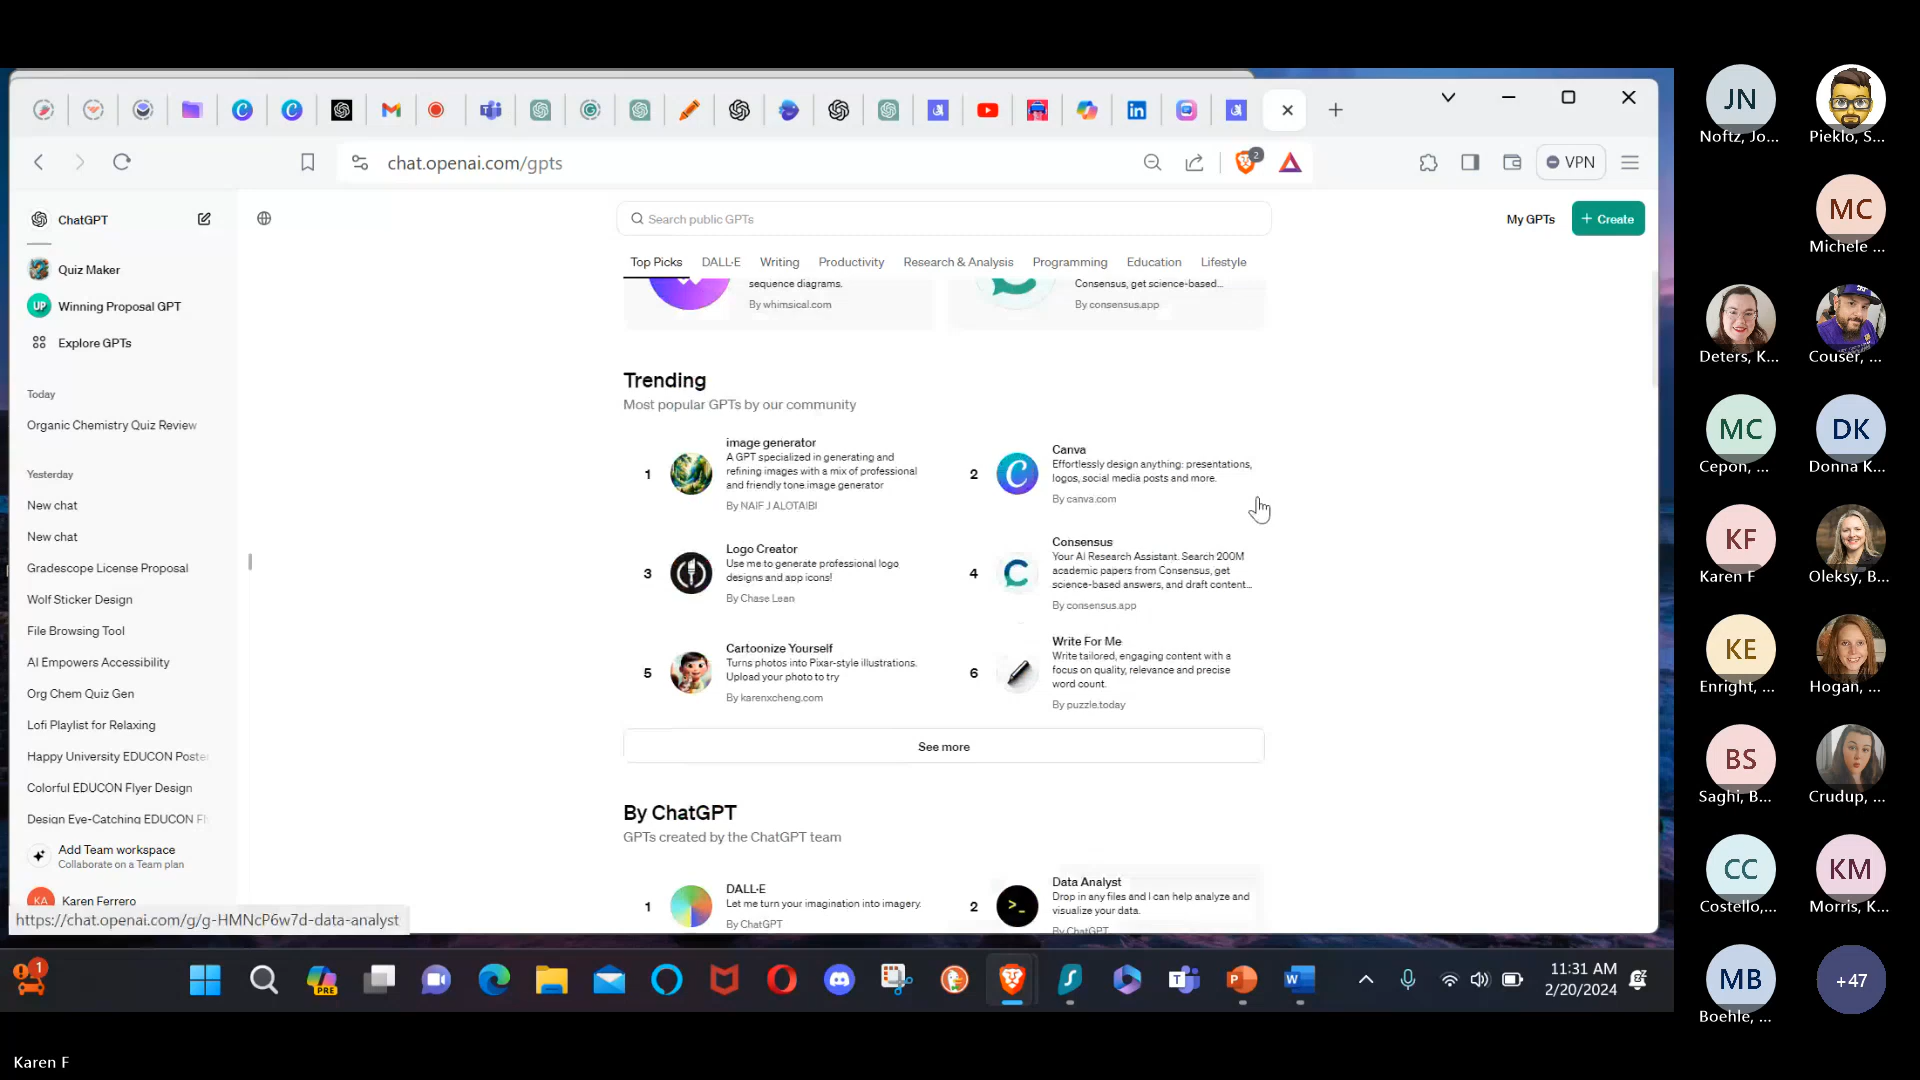 chat.openai.com/gpts
2
VPN
ChatGPT
Quiz Maker
UP
Winning Proposal GPT
Explore GPTs
Today
Organic Chemistry Quiz Review
Yesterday
New chat
New chat
Gradescope License Proposal
Wolf Sticker Design
File Browsing Tool
AI Empowers Accessibility
Org Chem Quiz Gen
Lofi Playlist for Relaxing
Happy University EDUCON Poste
Colorful EDUCON Flyer Design
Design Eye-Catching EDUCON F
Add Team workspace
Collaborate on a Team plan
KA
Karen Ferrero
https://chat.openai.com/g/g-HMNcP6w7d-data-analyst
Search public GPTs
My GPTs
+ Create
Top Picks
DALL·E
Writing
Productivity
Research & Analysis
Programming
Education
Lifestyle
sequence diagrams.
By whimsical.com
Consensus, get science-based...
By consensus.app
Trending
Most popular GPTs by our community
1
image generator
A GPT specialized in generating and
refining images with a mix of professional
and friendly tone.image generator
By NAIF J ALOTAIBI
2
Canva
Effortlessly design anything: presentations,
logos, social media posts and more.
By canva.com
3
Logo Creator
Use me to generate professional logo
designs and app icons!
By Chase Lean
4
Consensus
Your AI Research Assistant. Search 200M
academic papers from Consensus, get
science-based answers, and draft content...
By consensus.app
5
Cartoonize Yourself
Turns photos into Pixar-style illustrations.
Upload your photo to try
By karenxcheng.com
6
Write For Me
Write tailored, engaging content with a
focus on quality, relevance and precise
word count.
By puzzle.today
See more
By ChatGPT
GPTs created by the ChatGPT team
1
DALL·E
Let me turn your imagination into imagery.
By ChatGPT
2
Data Analyst
Drop in any files and I can help analyze and
visualize your data.
By ChatGPT
1
PRE
11:31 AM
2/20/2024
Karen F
JN
Noftz, Jo...
Pieklo, S...
MC
Michele ...
Deters, K...
Couser, ...
MC
Cepon, ...
DK
Donna K...
KF
Karen F
Oleksy, B...
KE
Enright, ...
Hogan, ...
BS
Saghi, B...
Crudup, ...
CC
Costello,...
KM
Morris, K...
MB
Boehle, ...
+47